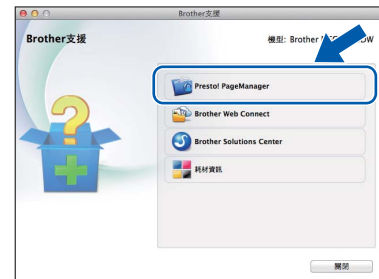 Brother支援
Brother支援
機型: Brother
Presto! PageManager
Brother Web Connect
Brother Solutions Center
耗材資訊
關閉